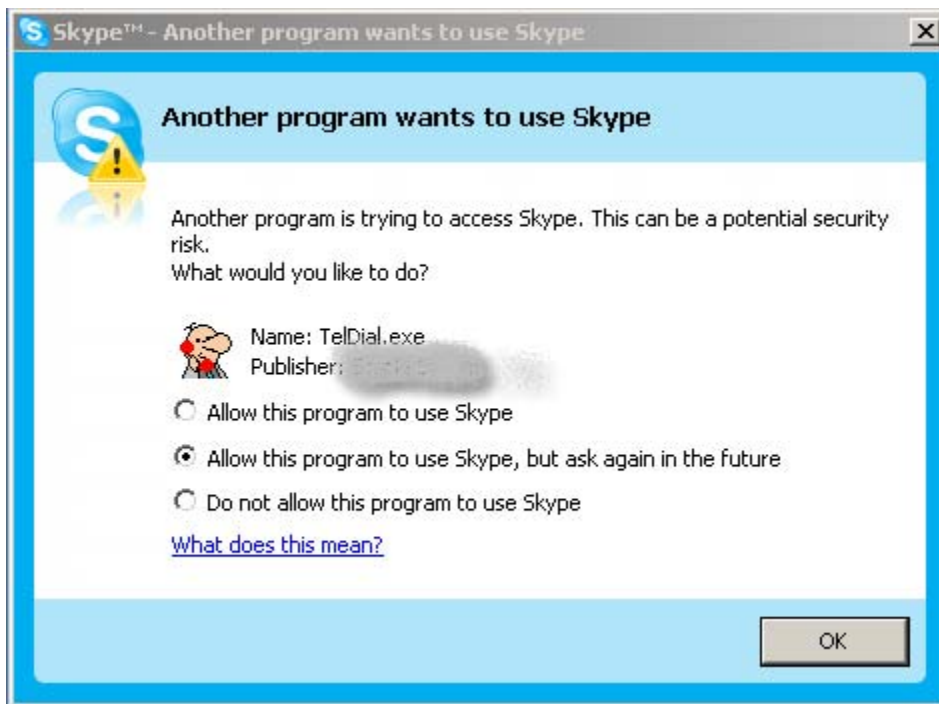 Skype™ - Another program wants to use Skype
Another program wants to use Skype
Another program is trying to access Skype. This can be a potential security
risk.
What would you like to do?
Name: TelDial.exe
Publisher:
Allow this program to use Skype
Allow this program to use Skype, but ask again in the future
Do not allow this program to use Skype
What does this mean?
OK